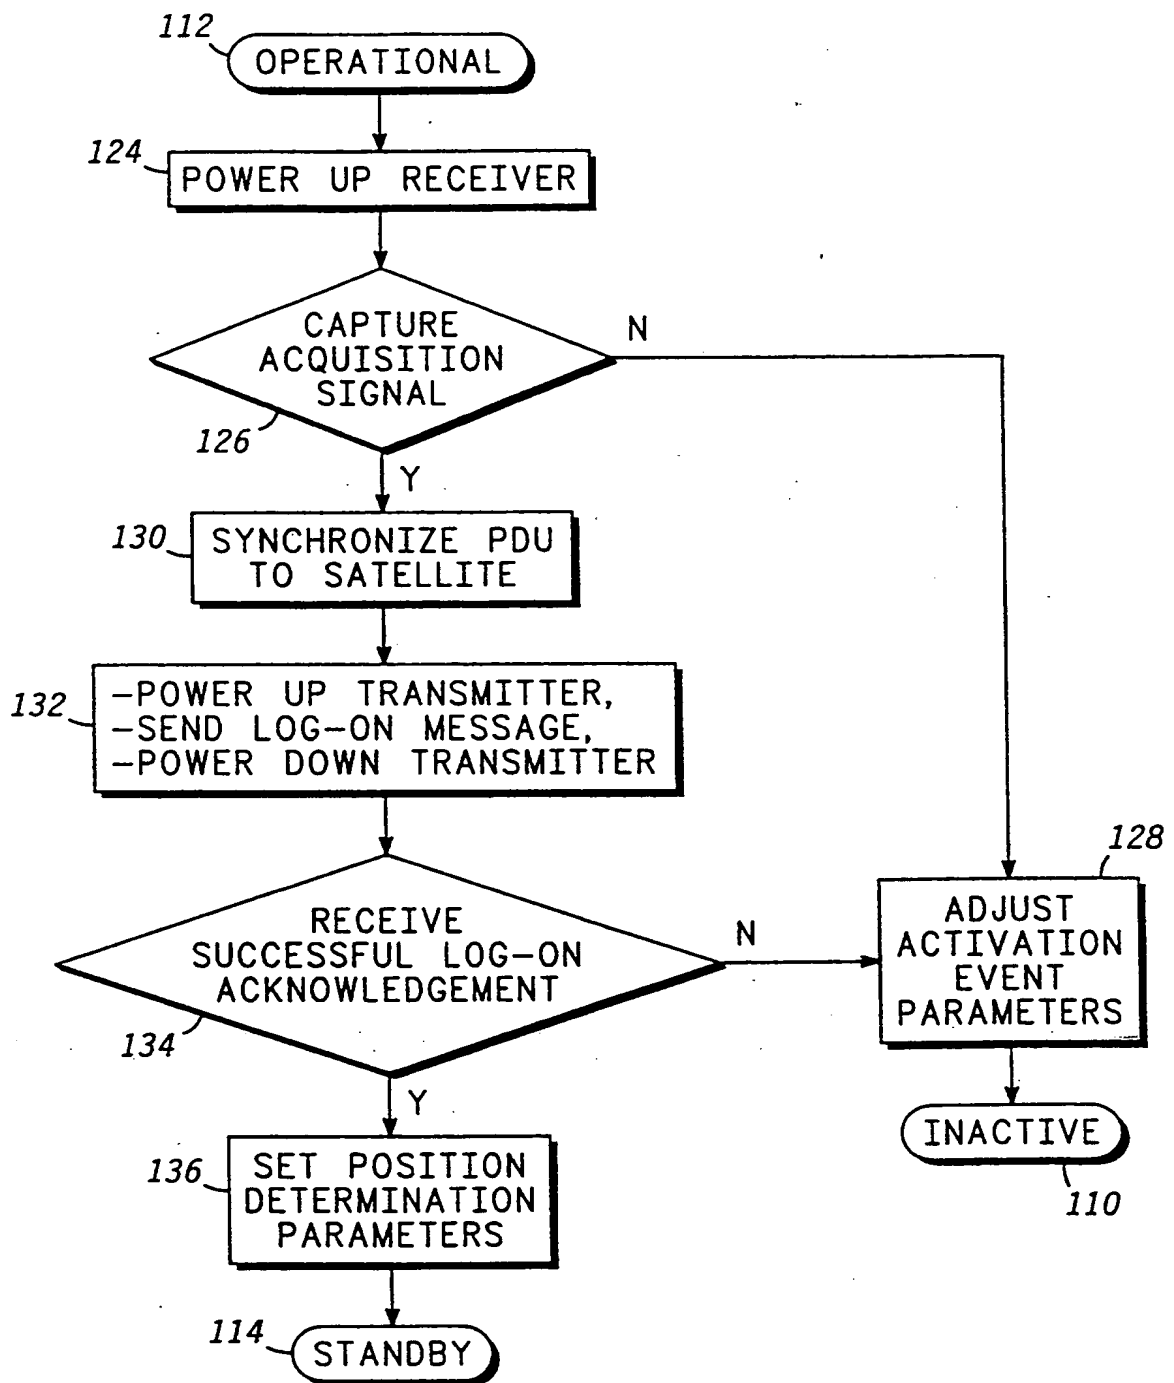 112
OPERATIONAL
124
POWER UP RECEIVER
CAPTURE
ACQUISITION
SIGNAL
N
126
Y
130
SYNCHRONIZE PDU
TO SATELLITE
132
-POWER UP TRANSMITTER,
-SEND LOG-ON MESSAGE,
-POWER DOWN TRANSMITTER
RECEIVE
SUCCESSFUL LOG-ON
ACKNOWLEDGEMENT
N
134
128
ADJUST
ACTIVATION
EVENT
PARAMETERS
Y
INACTIVE
110
136
SET POSITION
DETERMINATION
PARAMETERS
114
STANDBY